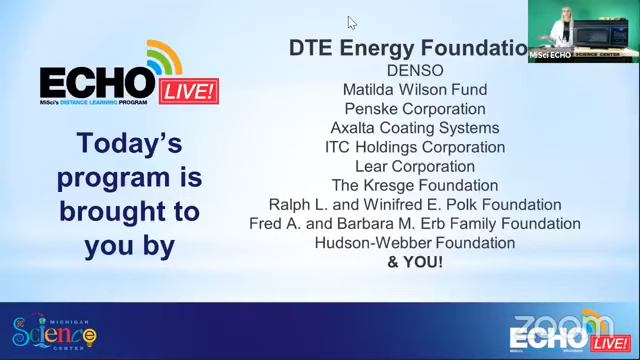 ECHO LIVE!
MiSci's DISTANCE LEARNING PROGRAM
Today's
program is
brought to
you by
DTE Energy Foundatio
DENSO
Matilda Wilson Fund
Penske Corporation
Axalta Coating Systems
ITC Holdings Corporation
Lear Corporation
The Kresge Foundation
Ralph L. and Winifred E. Polk Foundation
Fred A. and Barbara M. Erb Family Foundation
Hudson-Webber Foundation
& YOU!
MiSci ECHO
SCIENCE CENTER
MICHIGAN
Science
CENTER
zoom
ECHO LIVE!